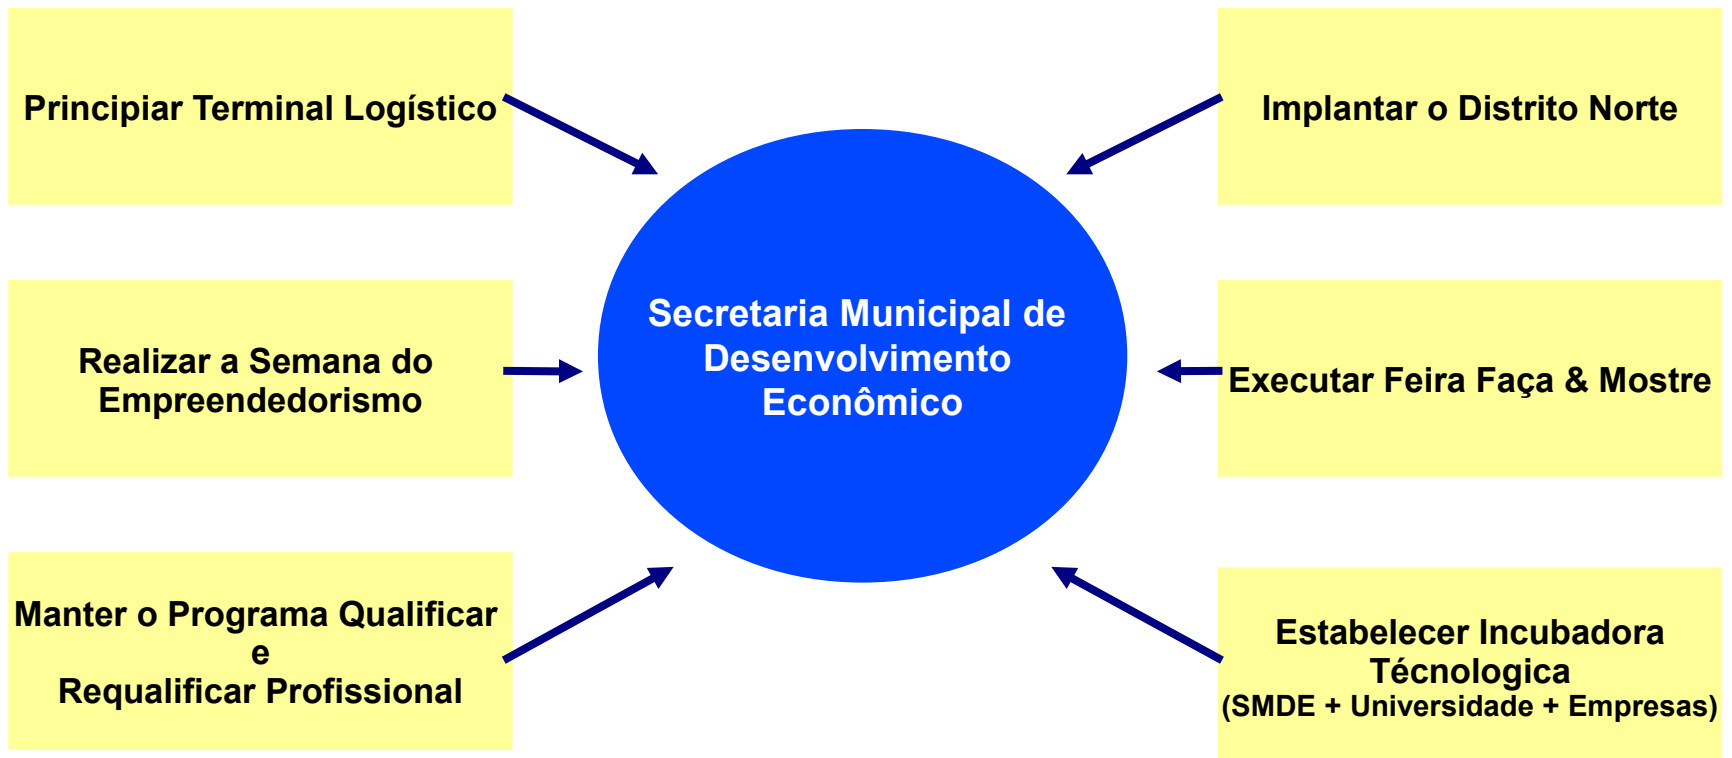 Principiar Terminal Logístico
Implantar o Distrito Norte
Secretaria Municipal de
Desenvolvimento
Econômico
Realizar a Semana do
Empreendedorismo
Executar Feira Faça & Mostre
Manter o Programa Qualificar
e
Requalificar Profissional
Estabelecer Incubadora
Técnologica
(SMDE + Universidade + Empresas)